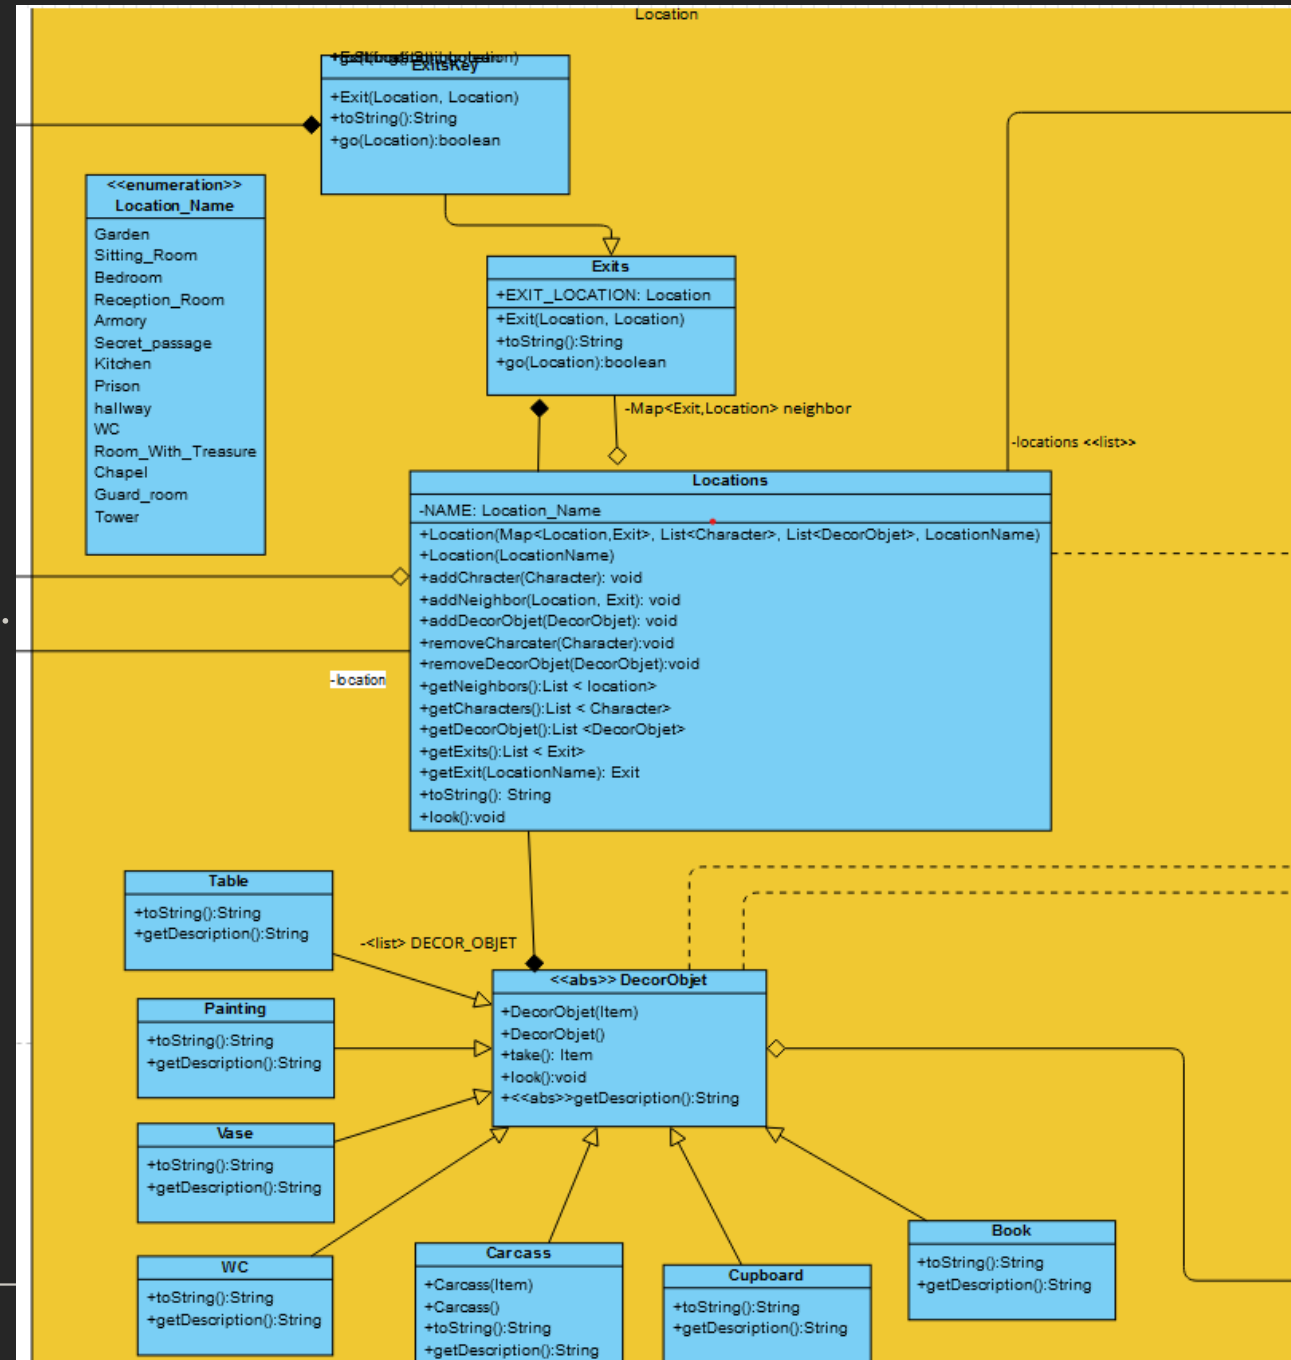 Location
ExitsKey
+Exit(Location, Location)
+toString():String
+go(Location):boolean
<<enumeration>>
Location_Name
Garden
Sitting_Room
Bedroom
Reception_Room
Armory
Secret_passage
Kitchen
Prison
hallway
WC
Room_With_Treasure
Chapel
Guard_room
Tower
Exits
+EXIT_LOCATION: Location
+Exit(Location, Location)
+toString():String
+go(Location):boolean
-Map<Exit,Location> neighbor
-locations <<list>>
Locations
-NAME: Location_Name
+Location(Map<Location,Exit>, List<Character>, List<DecorObjet>, LocationName)
+Location(LocationName)
+addChracter(Character): void
+addNeighbor(Location, Exit): void
+addDecorObjet(DecorObjet): void
+removeCharcater(Character):void
+removeDecorObjet(DecorObjet):void
+getNeighbors():List < location>
+getCharacters():List < Character>
+getDecorObjet():List <DecorObjet>
+getExits():List < Exit>
+getExit(LocationName): Exit
+toString(): String
+look():void
-location
Table
+toString():String
+getDescription():String
-<list> DECOR_OBJET
<<abs>> DecorObjet
+DecorObjet(Item)
+DecorObjet()
+take(): Item
+look():void
+<<abs>>getDescription():String
Painting
+toString():String
+getDescription():String
Vase
+toString():String
+getDescription():String
WC
+toString():String
+getDescription():String
Carcass
+Carcass(Item)
+Carcass()
+toString():String
+getDescription():String
Cupboard
+toString():String
+getDescription():String
Book
+toString():String
+getDescription():String